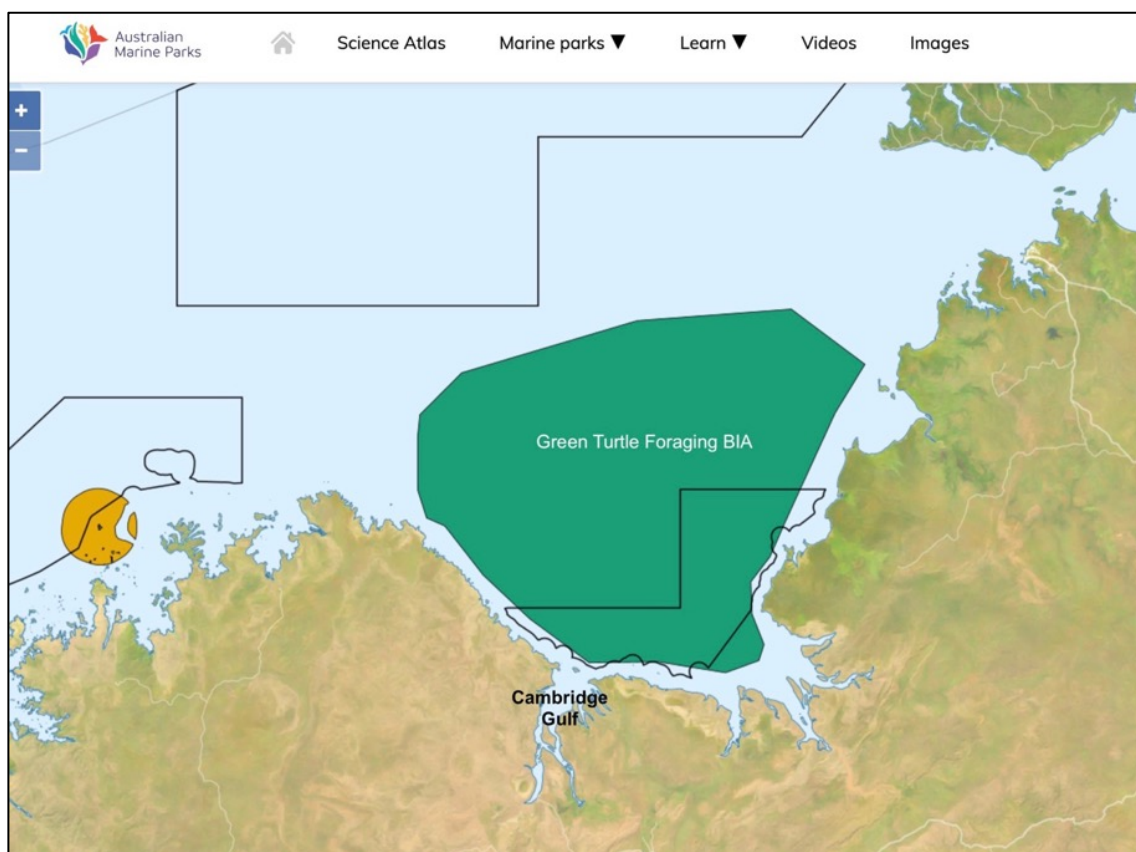 Australian
Marine Parks
Science Atlas
Marine parks ▼
Learn ▼
Videos
Images
+
−
Green Turtle Foraging BIA
Cambridge
Gulf